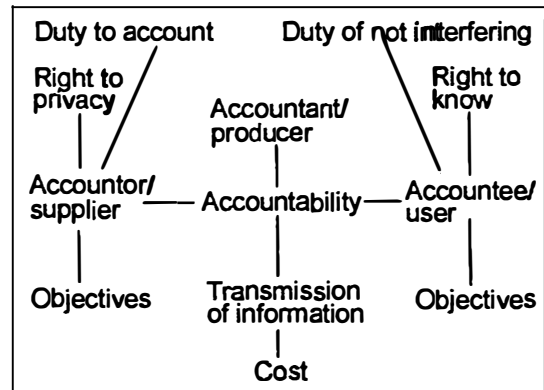 Duty to account
Duty of not interfering
Right to
privacy
Right to
know
Accountant/
producer
Accountor/
supplier
Accountability
Accountee/
user
Objectives
Transmission
of information
Objectives
Cost